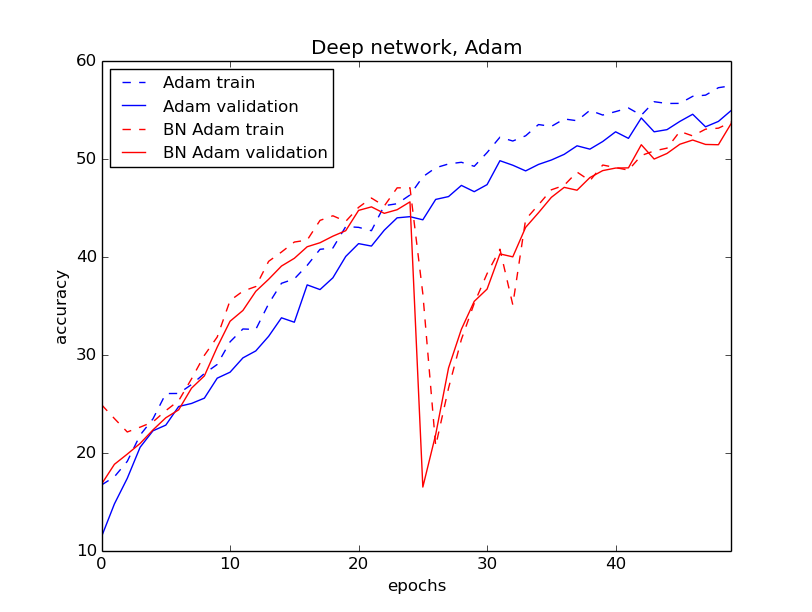 Deep network, Adam
60
50
40
30
20
10
accuracy
Adam train
Adam validation
BN Adam train
BN Adam validation
0
10
20
30
40
epochs